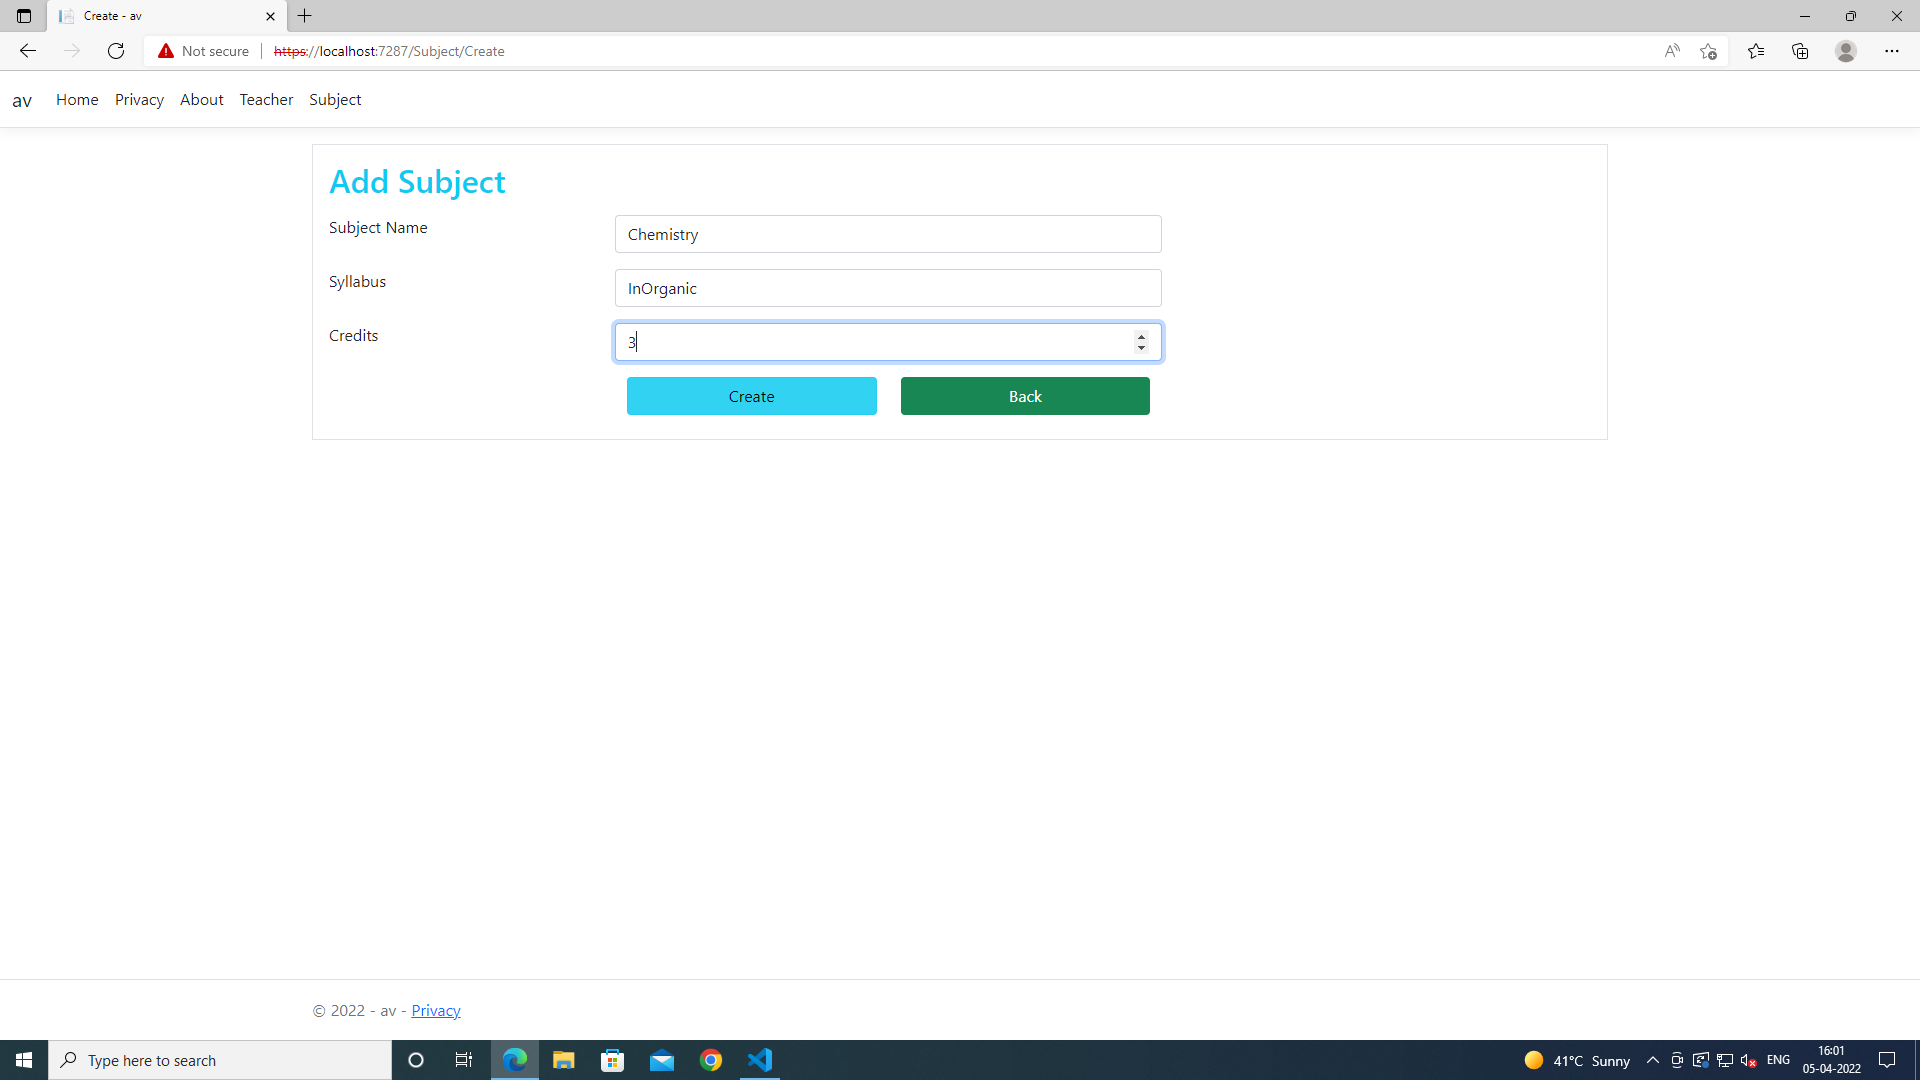 Create - av
Not secure https://localhost:7287/Subject/Create
av Home Privacy About Teacher Subject
Add Subject
Subject Name Chemistry
Syllabus InOrganic
Credits 3
Create Back
© 2022 - av - Privacy
Type here to search 41°C Sunny ENG 16:01
05-04-2022